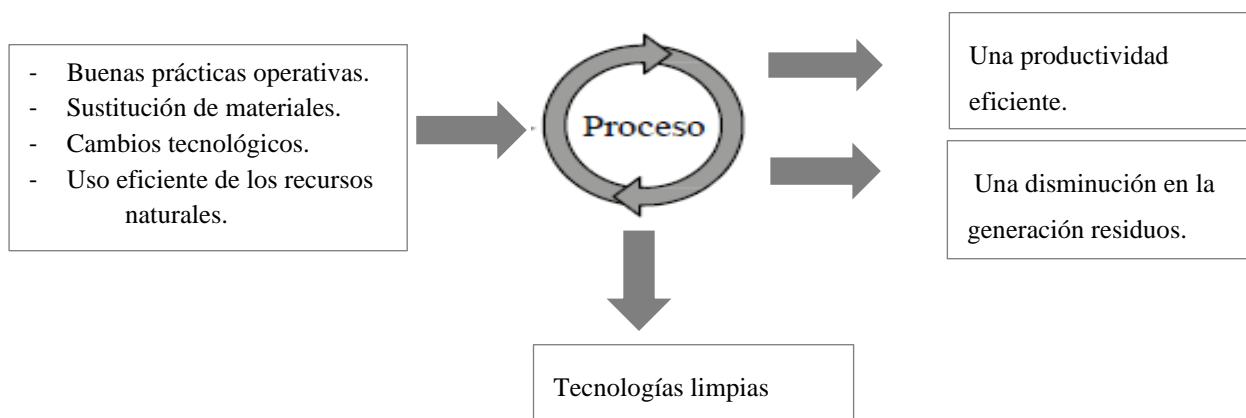 - Buenas prácticas operativas.
- Sustitución de materiales.
- Cambios tecnológicos.
- Uso eficiente de los recursos
naturales.
Proceso
Una productividad
eficiente.
Una disminución en la
generación residuos.
Tecnologías limpias